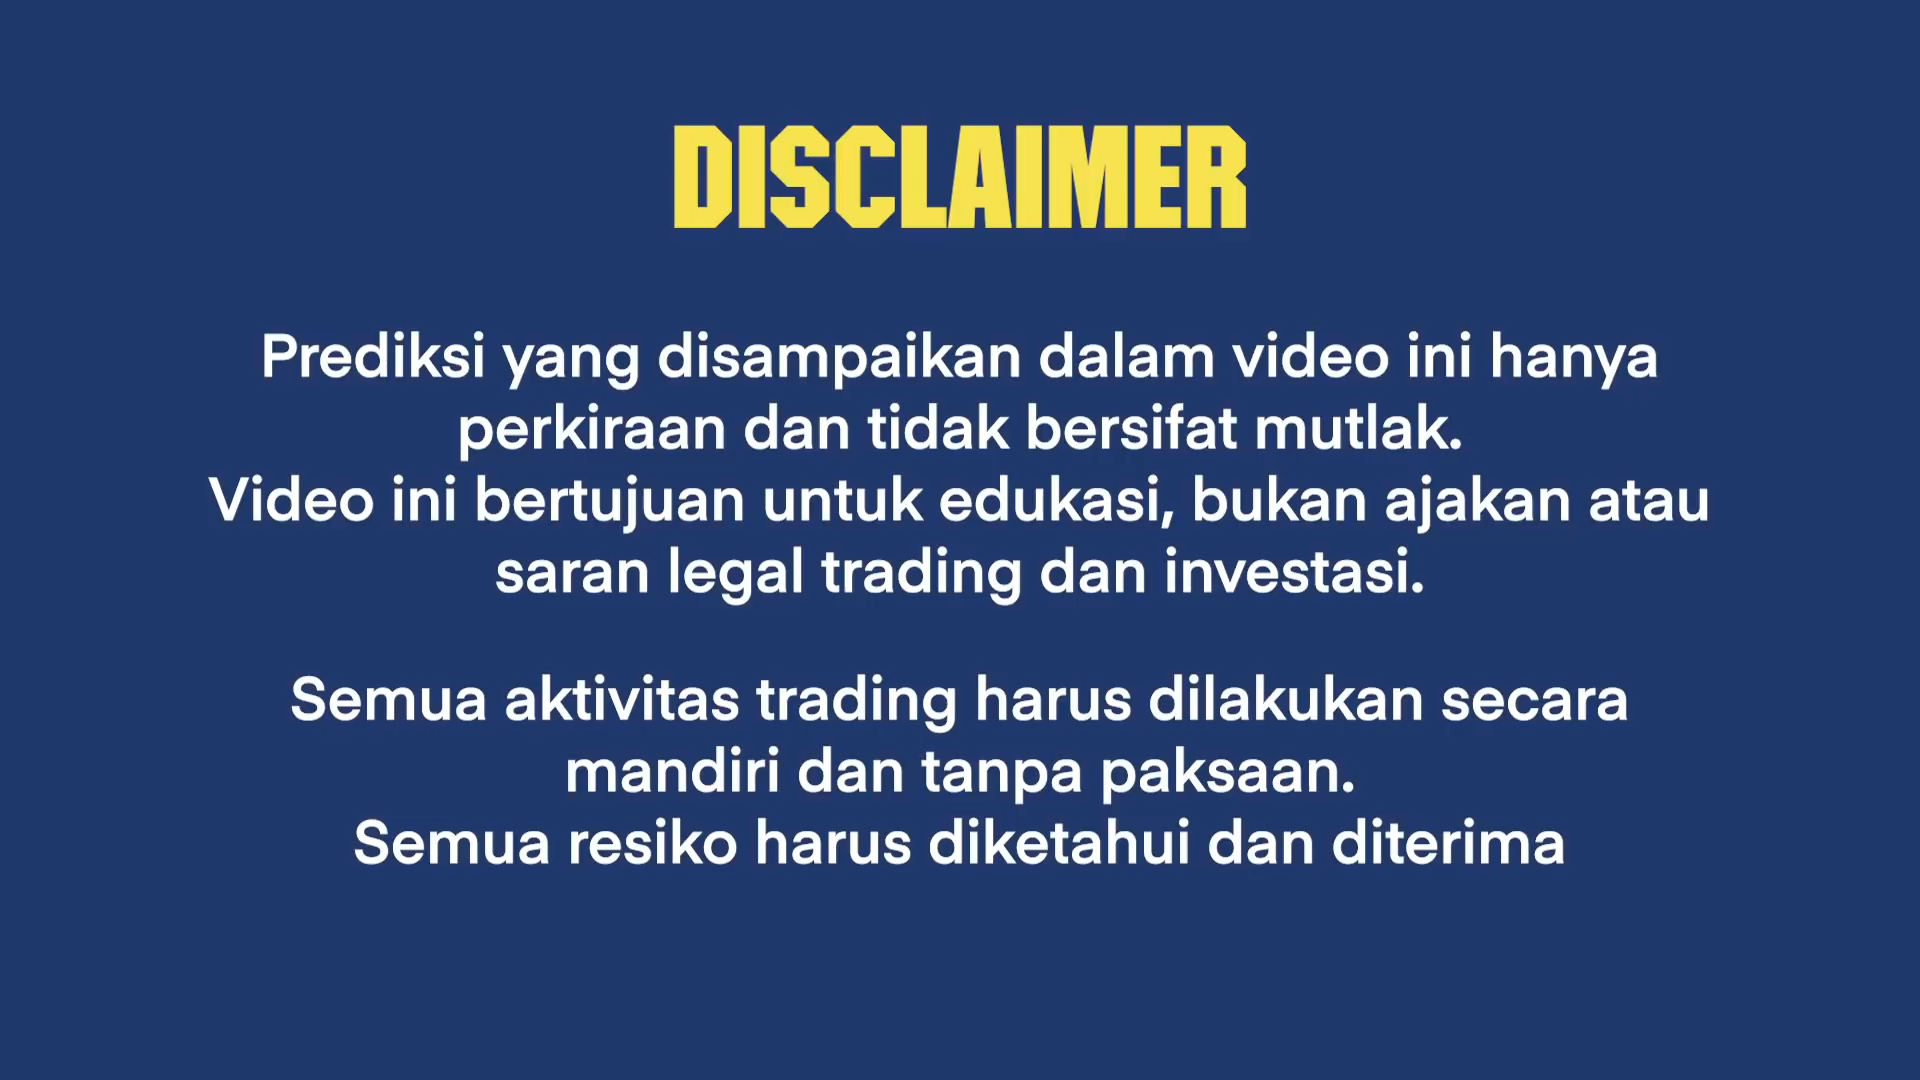 DISCLAIMER
Prediksi yang disampaikan dalam video ini hanya
perkiraan dan tidak bersifat mutlak.
Video ini bertujuan untuk edukasi, bukan ajakan atau
saran legal trading dan investasi.
Semua aktivitas trading harus dilakukan secara
mandiri dan tanpa paksaan.
Semua resiko harus diketahui dan diterima